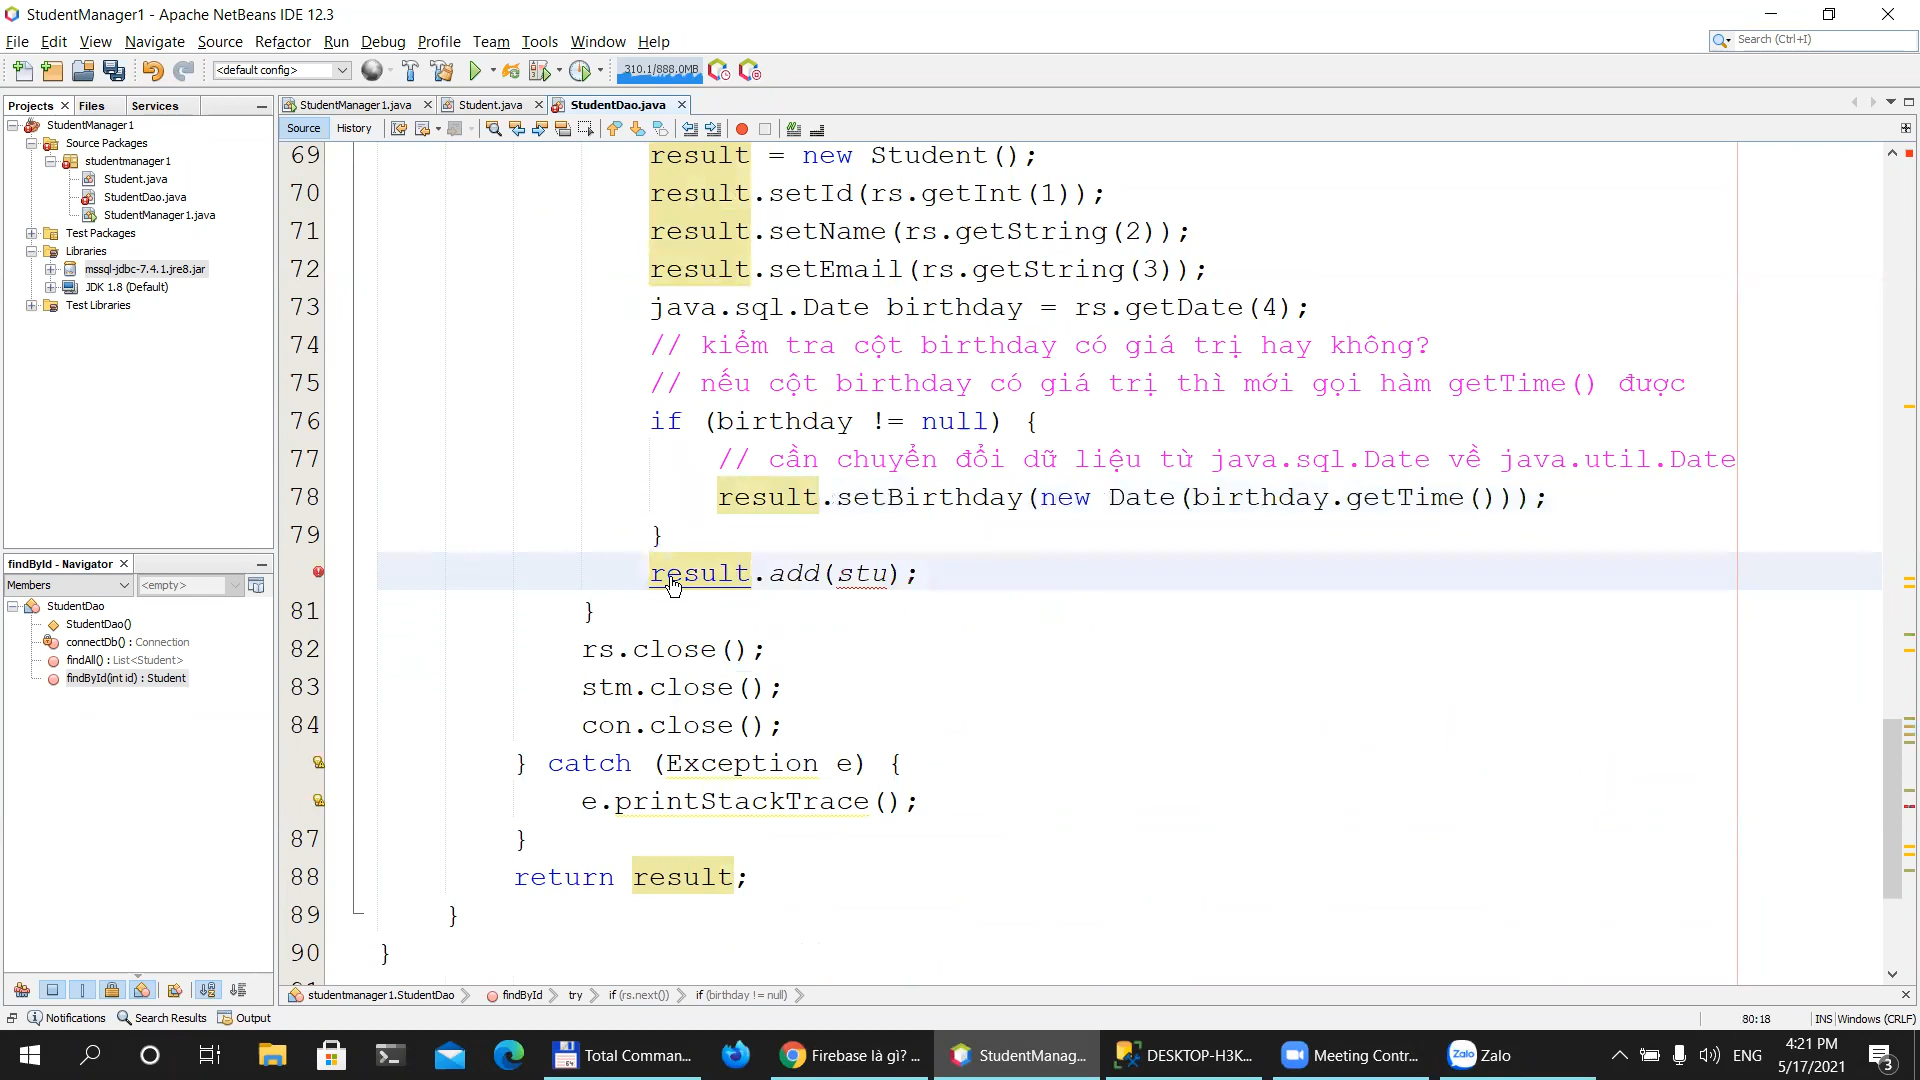 StudentManager1 - Apache NetBeans IDE 12.3
File Edit View Navigate Source Refactor Run Debug Profile Team Tools Window Help
Search (Ctrl+I)
<default config>
310.1/888.0MB
Projects Files Services
StudentManager1.java Student.java StudentDao.java
Source History
StudentManager1
Source Packages
studentmanager1
Student.java
StudentDao.java
StudentManager1.java
Test Packages
Libraries
mssql-jdbc-7.4.1.jre8.jar
JDK 1.8 (Default)
Test Libraries
findById - Navigator
Members <empty>
StudentDao
StudentDao()
connectDb() : Connection
findAll() : List<Student>
findById(int id) : Student
69 result = new Student();
70 result.setId(rs.getInt(1));
71 result.setName(rs.getString(2));
72 result.setEmail(rs.getString(3));
73 java.sql.Date birthday = rs.getDate(4);
74 // kiểm tra cột birthday có giá trị hay không?
75 // nếu cột birthday có giá trị thì mới gọi hàm getTime() được
76 if (birthday != null) {
77 // cần chuyển đổi dữ liệu từ java.sql.Date về java.util.Date
78 result.setBirthday(new Date(birthday.getTime()));
79 }
result.add(stu);
81 }
82 rs.close();
83 stm.close();
84 con.close();
} catch (Exception e) {
e.printStackTrace();
87 }
88 return result;
89 }
90 }
studentmanager1.StudentDao findById try if (rs.next()) if (birthday != null)
Notifications Search Results Output
80:18 INS Windows (CRLF)
Total Comman...
Firebase là gì? ...
StudentManag...
DESKTOP-H3K...
Meeting Contr...
Zalo
Zalo
ENG
4:21 PM
5/17/2021
3